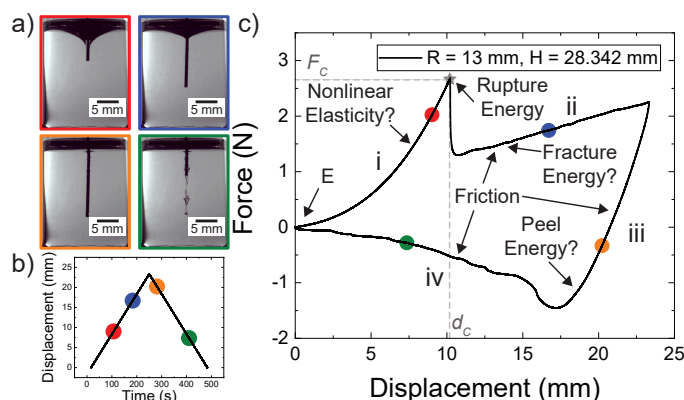 a)
5 mm
5 mm
5 mm
5 mm
b)
Displacement (mm)
25
20
15
10
5
0
0
100
200
300
400
500
Time (s)
c)
R = 13 mm, H = 28.342 mm
Force (N)
3
2
1
0
-1
-2
F_c
Nonlinear
Elasticity?
Rupture
Energy
ii
i
Fracture
Energy?
E
Friction
Peel
Energy?
iii
iv
d_c
0
5
10
15
20
25
Displacement (mm)